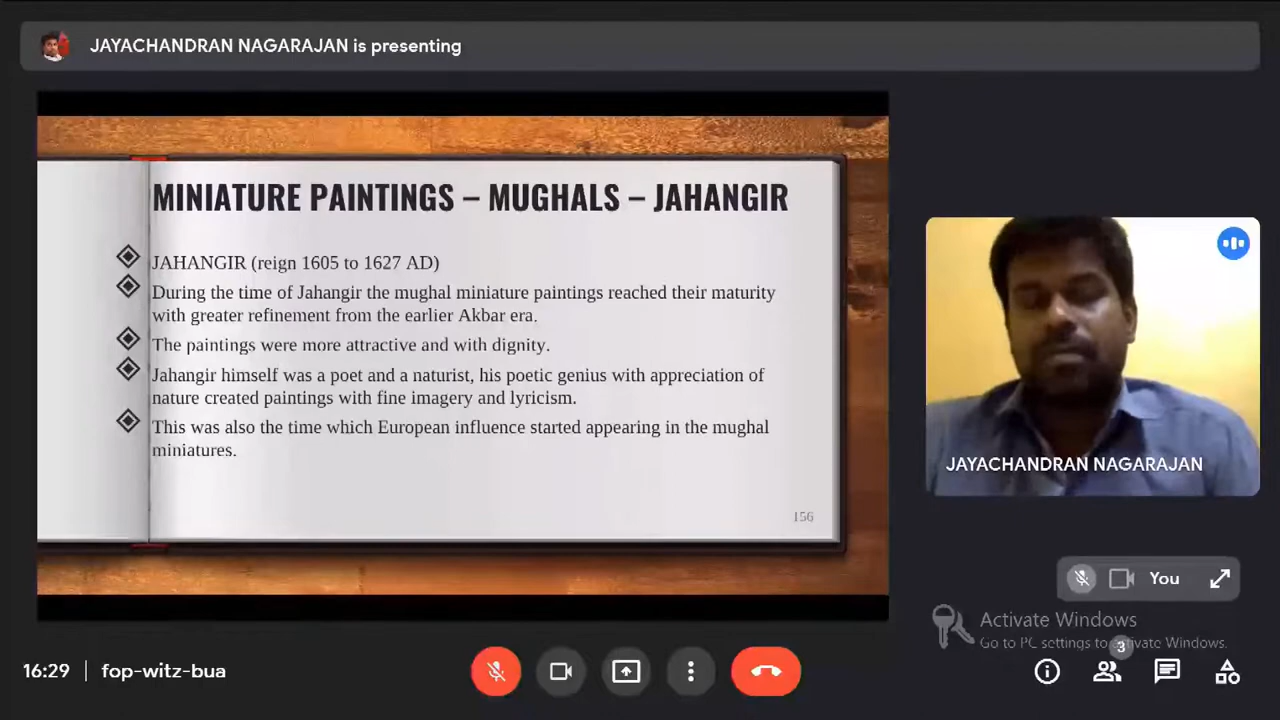 JAYACHANDRAN NAGARAJAN is presenting
MINIATURE PAINTINGS – MUGHALS – JAHANGIR
JAHANGIR (reign 1605 to 1627 AD)
During the time of Jahangir the mughal miniature paintings reached their maturity
with greater refinement from the earlier Akbar era.
The paintings were more attractive and with dignity.
Jahangir himself was a poet and a naturist, his poetic genius with appreciation of
nature created paintings with fine imagery and lyricism.
This was also the time which European influence started appearing in the mughal
miniatures.
156
JAYACHANDRAN NAGARAJAN
You
Activate Windows
Go to PC settings to activate Windows.
3
16:29 | fop-witz-bua